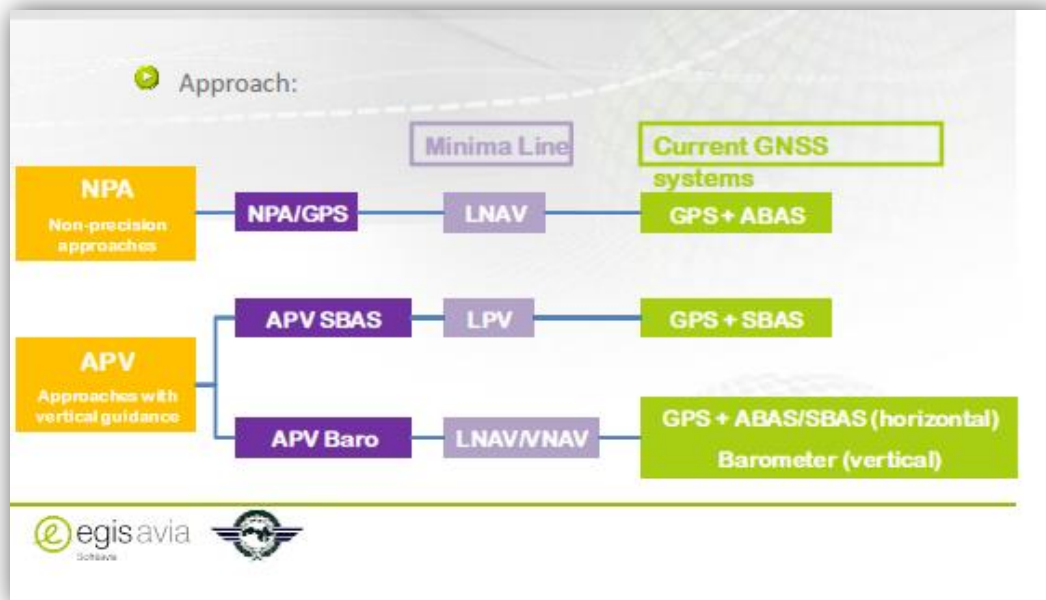 Approach:
Minima Line
Current GNSS
systems
NPA
Non-precision
approaches
NPA/GPS
LNAV
GPS + ABAS
APV SBAS
LPV
GPS + SBAS
APV
Approaches with
vertical guidance
APV Baro
LNAV/VNAV
GPS + ABAS/SBAS (horizontal)
Barometer (vertical)
egis avia